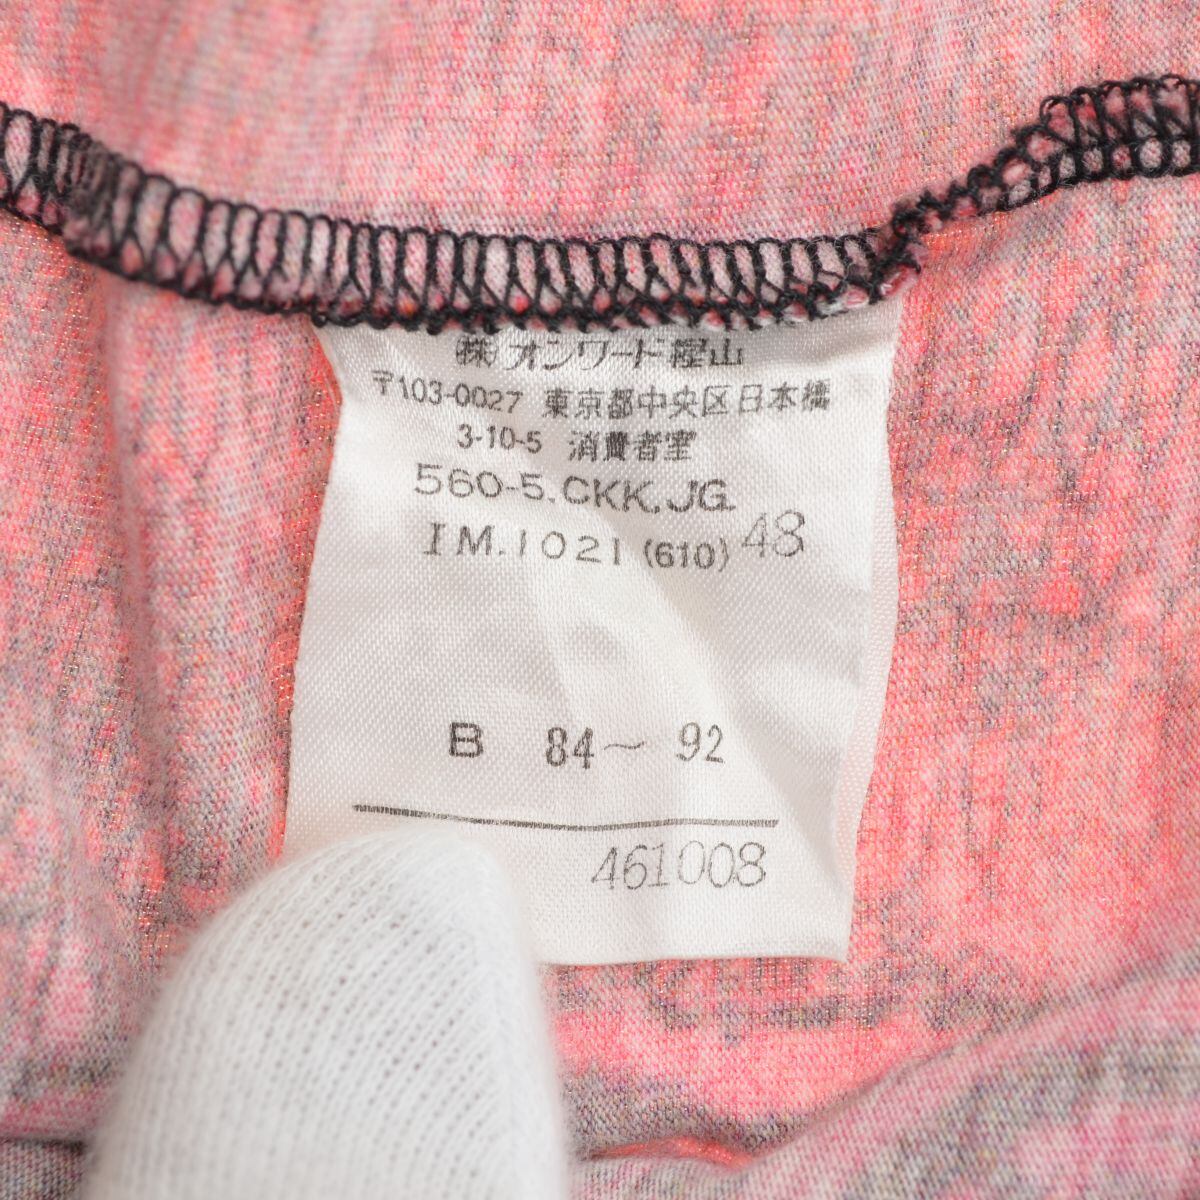 ㈱オンワード樫山
〒103-0027 東京都中央区日本橋
3-10-5 消費者室
560-5.CKK.JG.
IM.1021 (610) 48
B 84〜 92
461008